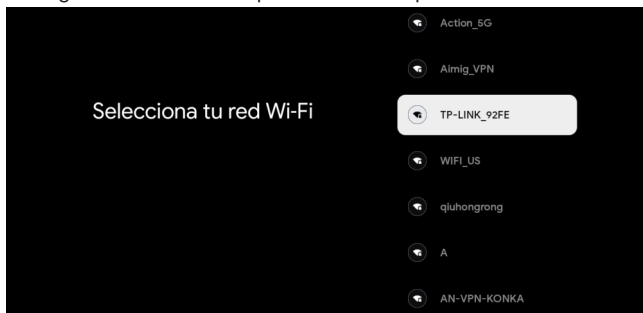 Selecciona tu red Wi-Fi
Action_5G
Aimig_VPN
TP-LINK_92FE
WIFI_US
qiuhongrong
A
AN-VPN-KONKA